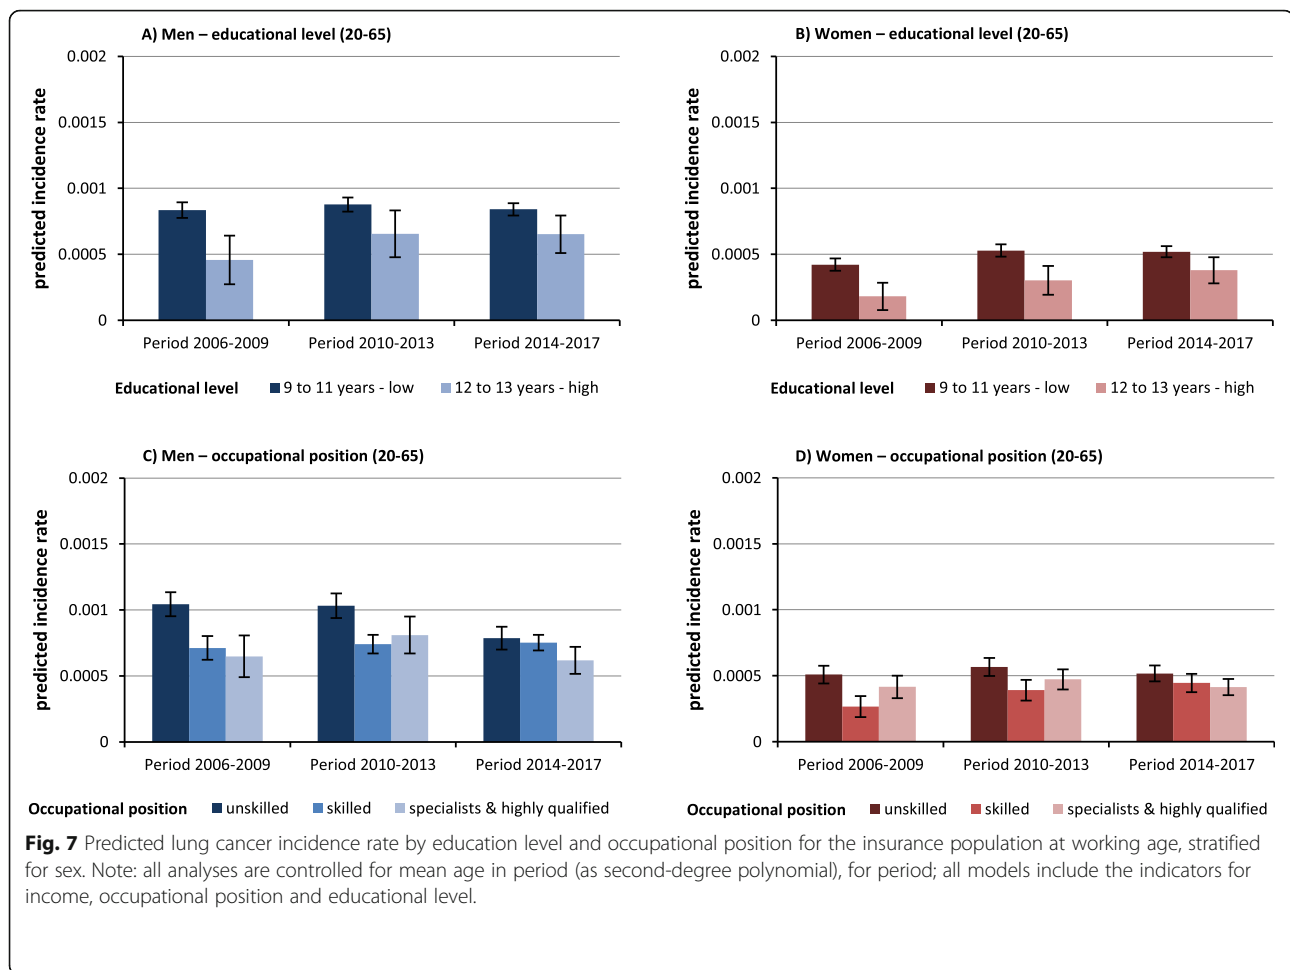 A) Men – educational level (20-65)
predicted incidence rate
0.002
0.0015
0.001
0.0005
0
Period 2006-2009 Period 2010-2013 Period 2014-2017
Educational level 9 to 11 years - low 12 to 13 years - high
B) Women – educational level (20-65)
predicted incidence rate
0.002
0.0015
0.001
0.0005
0
Period 2006-2009 Period 2010-2013 Period 2014-2017
Educational level 9 to 11 years - low 12 to 13 years - high
C) Men – occupational position (20-65)
predicted incidence rate
0.002
0.0015
0.001
0.0005
0
Period 2006-2009 Period 2010-2013 Period 2014-2017
Occupational position unskilled skilled specialists & highly qualified
D) Women – occupational position (20-65)
predicted incidence rate
0.002
0.0015
0.001
0.0005
0
Period 2006-2009 Period 2010-2013 Period 2014-2017
Occupational position unskilled skilled specialists & highly qualified
Fig. 7 Predicted lung cancer incidence rate by education level and occupational position for the insurance population at working age, stratified
for sex. Note: all analyses are controlled for mean age in period (as second-degree polynomial), for period; all models include the indicators for
income, occupational position and educational level.